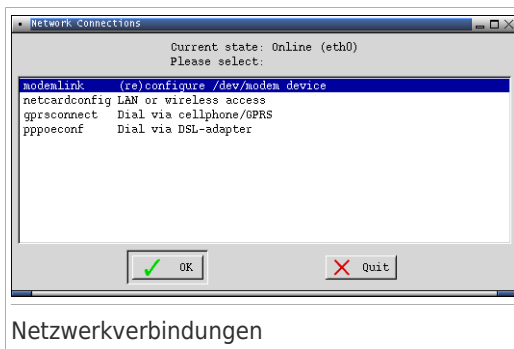 Network Connections
Current state: Online (eth0)
Please select:
modemlink (re)configure /dev/modem device
netcardconfig LAN or wireless access
gprsconnect Dial via cellphone/GPRS
pppoeconf Dial via DSL-adapter
OK Quit
Netzwerkverbindungen